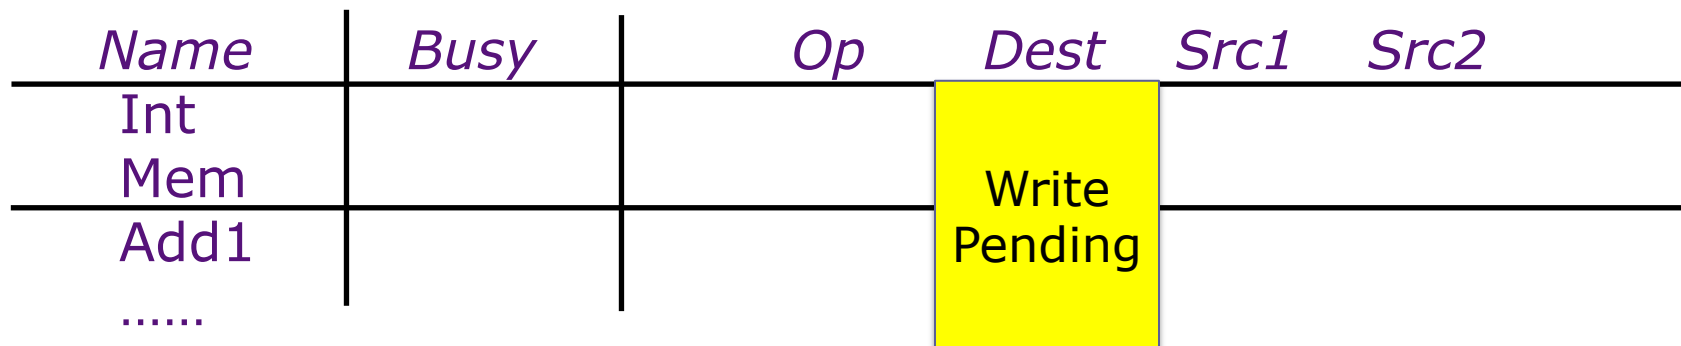 Name Busy Op Dest Src1 Src2
Int
Mem
Write
Add1
Pending
......